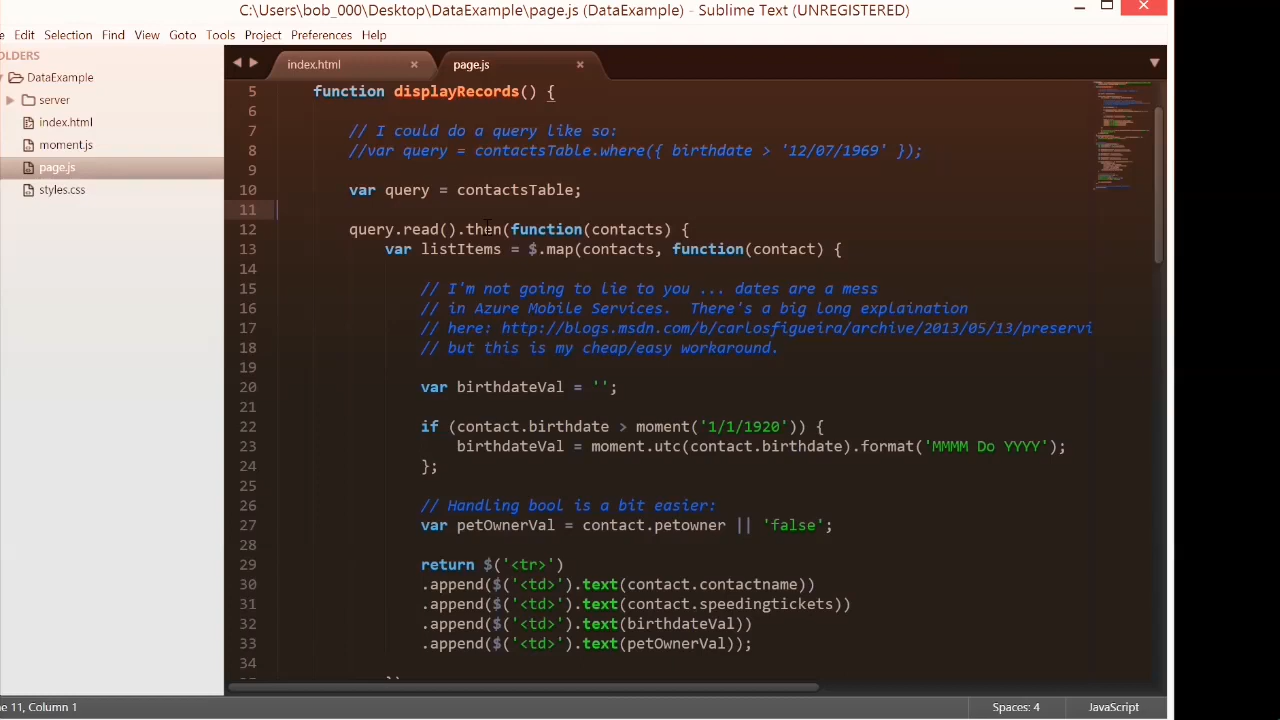 C:\Users\bob_000\Desktop\DataExample\page.js (DataExample) - Sublime Text (UNREGISTERED)
e Edit Selection Find View Goto Tools Project Preferences Help
OLDERS
DataExample
server
index.html
moment.js
page.js
styles.css
index.html × page.js ×
5 function displayRecords() {
6
7 // I could do a query like so:
8 //var query = contactsTable.where({ birthdate > '12/07/1969' });
9
10 var query = contactsTable;
11
12 query.read().then(function(contacts) {
13 var listItems = $.map(contacts, function(contact) {
14
15 // I'm not going to lie to you ... dates are a mess
16 // in Azure Mobile Services.  There's a big long explaination
17 // here: http://blogs.msdn.com/b/carlosfigueira/archive/2013/05/13/preservi
18 // but this is my cheap/easy workaround.
19
20 var birthdateVal = '';
21
22 if (contact.birthdate > moment('1/1/1920')) {
23 birthdateVal = moment.utc(contact.birthdate).format('MMMM Do YYYY');
24 };
25
26 // Handling bool is a bit easier:
27 var petOwnerVal = contact.petowner || 'false';
28
29 return $('<tr>')
30 .append($('<td>').text(contact.contactname))
31 .append($('<td>').text(contact.speedingtickets))
32 .append($('<td>').text(birthdateVal))
33 .append($('<td>').text(petOwnerVal));
34
ne 11, Column 1 Spaces: 4 JavaScript